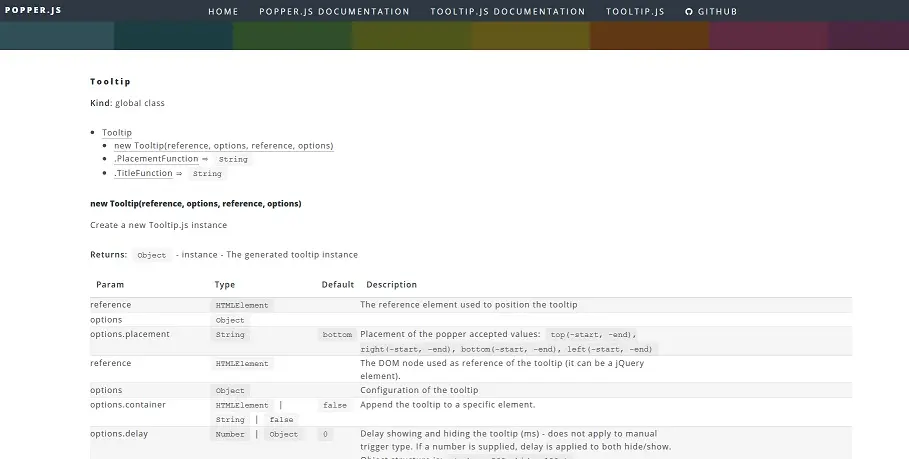 POPPER.JS HOME POPPER.JS DOCUMENTATION TOOLTIP.JS DOCUMENTATION TOOLTIP.JS GITHUB
Tooltip
Kind: global class
• Tooltip
• new Tooltip(reference, options, reference, options)
• .PlacementFunction ⇒ String
• .TitleFunction ⇒ String
new Tooltip(reference, options, reference, options)
Create a new Tooltip.js instance
Returns: Object - instance - The generated tooltip instance
Param Type Default Description
reference HTMLElement The reference element used to position the tooltip
options Object
options.placement String bottom Placement of the popper accepted values: top(-start, -end),
right(-start, -end), bottom(-start, -end), left(-start, -end)
reference HTMLElement The DOM node used as reference of the tooltip (it can be a jQuery
element).
options Object Configuration of the tooltip
options.container HTMLElement | false Append the tooltip to a specific element.
String | false
options.delay Number | Object 0 Delay showing and hiding the tooltip (ms) - does not apply to manual
trigger type. If a number is supplied, delay is applied to both hide/show.